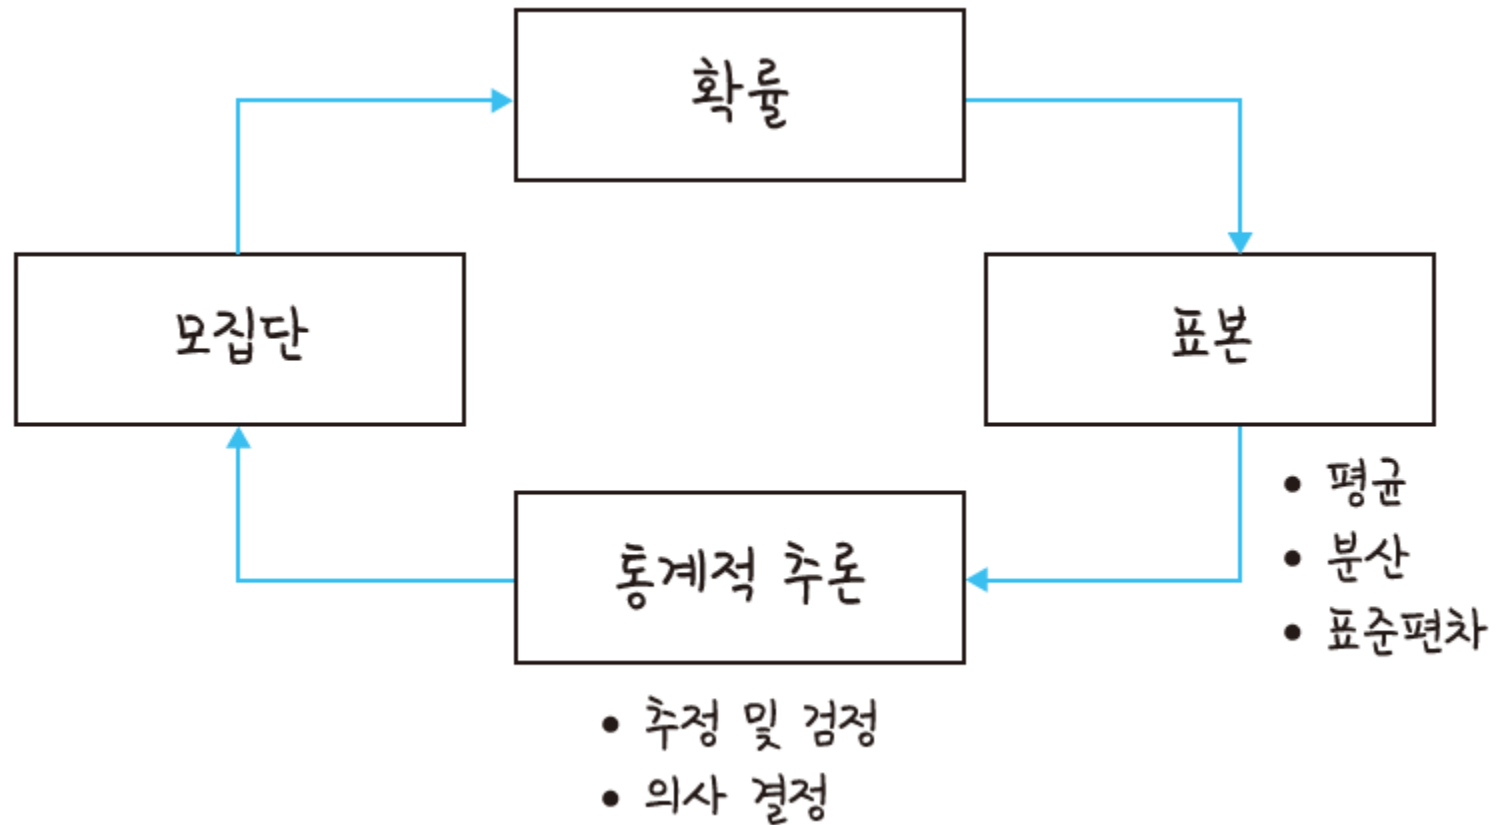 확률
모집단
표본
• 평균
• 분산
• 표준편차
통계적 추론
• 추정 및 검정
• 의사 결정